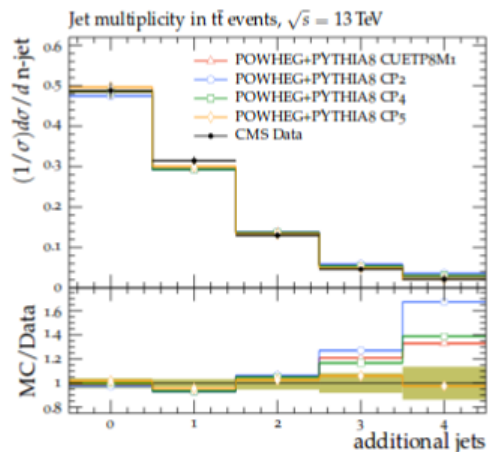 Jet multiplicity in tt̄ events, √s = 13 TeV
(1/σ)dσ/d n-jet
0.6
0.5
0.4
0.3
0.2
0.1
0
POWHEG+PYTHIA8 CUETP8M1
POWHEG+PYTHIA8 CP2
POWHEG+PYTHIA8 CP4
POWHEG+PYTHIA8 CP5
CMS Data
MC/Data
1.6
1.4
1.2
1
0.8
0 1 2 3 4
additional jets